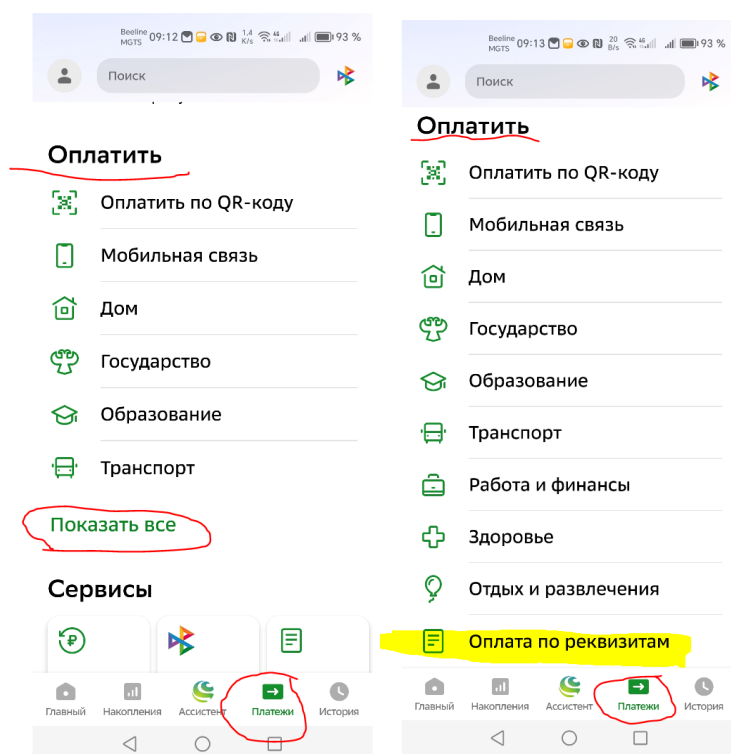 Beeline
MGTS
09:12
1,4
K/s
4G
93 %
Поиск
Оплатить
Оплатить по QR-коду
Мобильная связь
Дом
Государство
Образование
Транспорт
Показать все
Сервисы
Главный
Накопления
Ассистент
Платежи
История
Beeline
MGTS
09:13
20
B/s
4G
93 %
Поиск
Оплатить
Оплатить по QR-коду
Мобильная связь
Дом
Государство
Образование
Транспорт
Работа и финансы
Здоровье
Отдых и развлечения
Оплата по реквизитам
Главный
Накопления
Ассистент
Платежи
История